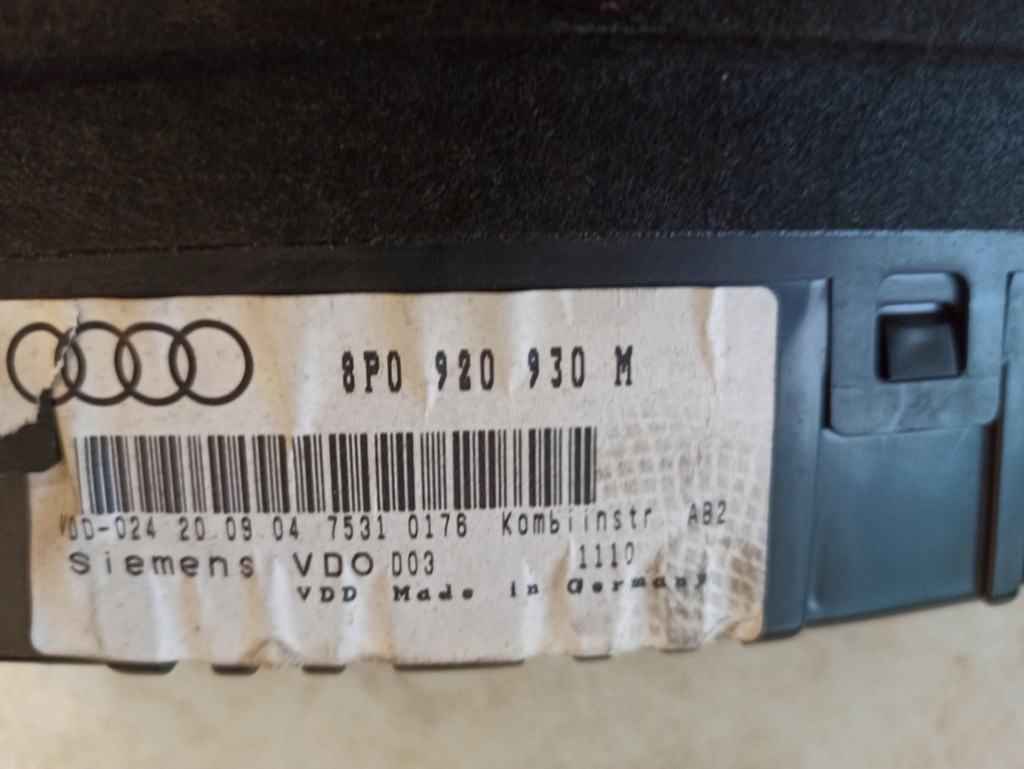 8P0 920 930 M
VDD-024 20.09.04 7531 0176 Kombiinstr. AB2
Siemens VDO D03 1110
VDD Made in Germany